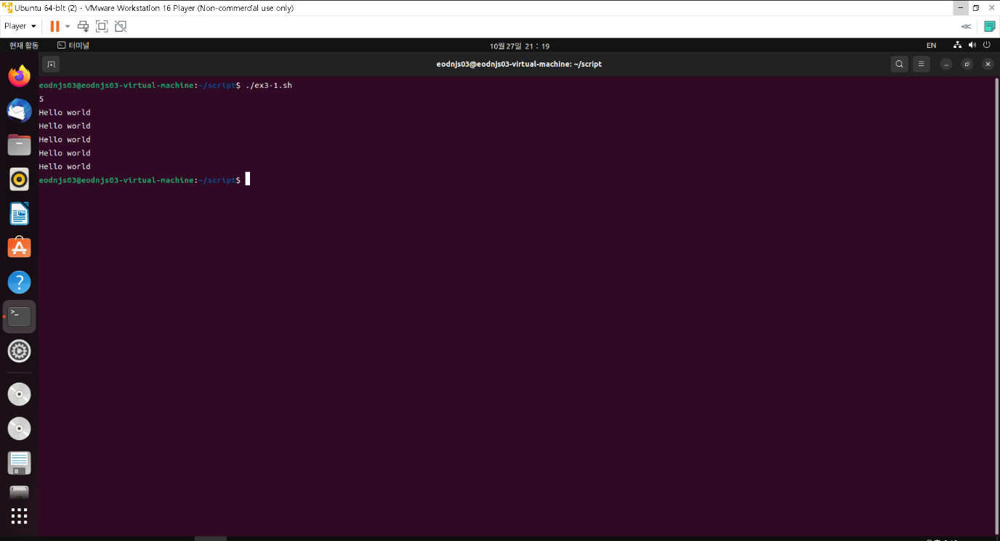 Ubuntu 64-bit (2) - VMware Workstation 16 Player (Non-commercial use only)
Player
현재 활동
터미널
10월 27일 21 : 19
EN
eodnjs03@eodnjs03-virtual-machine: ~/script
eodnjs03@eodnjs03-virtual-machine:~/script$ ./ex3-1.sh
5
Hello world
Hello world
Hello world
Hello world
Hello world
eodnjs03@eodnjs03-virtual-machine:~/script$